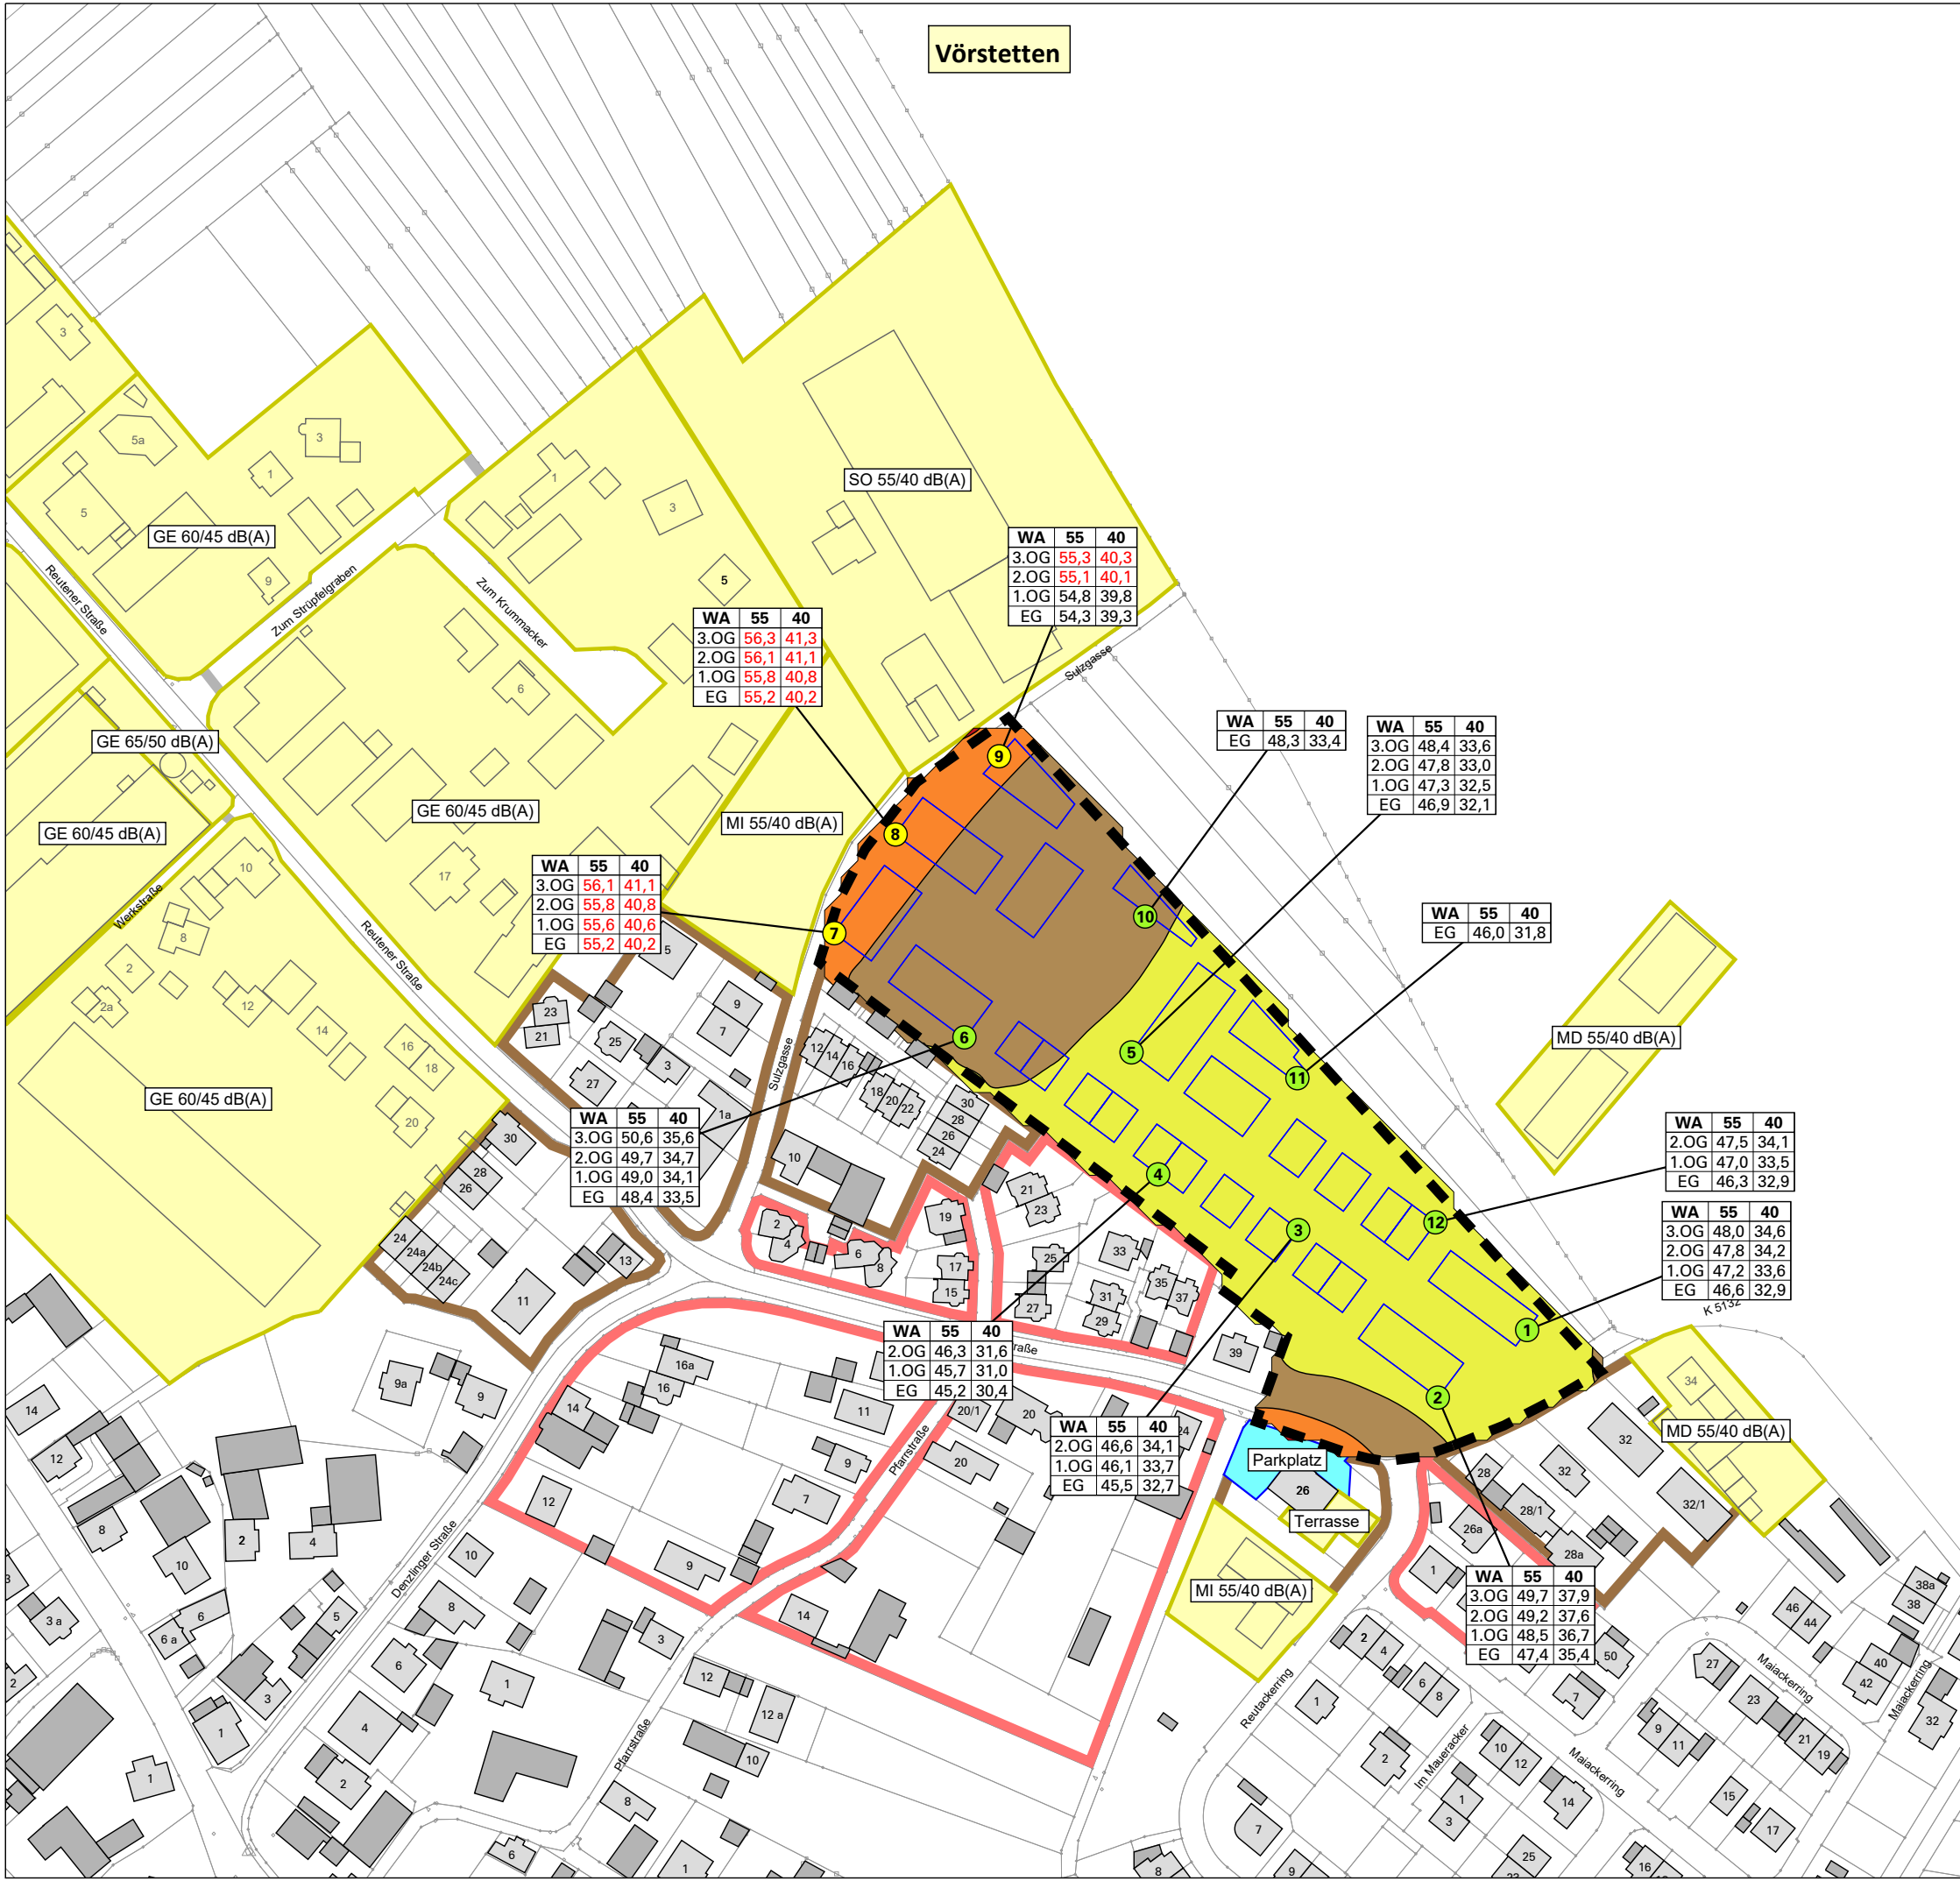 Vörstetten
SO 55/40 dB(A)
GE 60/45 dB(A)
Reutener Straße
Zum Strüpfelgraben
Zum Krummacker
WA 55 40
3.OG 55,3 40,3
2.OG 55,1 40,1
1.OG 54,8 39,8
EG 54,3 39,3
WA 55 40
3.OG 56,3 41,3
2.OG 56,1 41,1
1.OG 55,8 40,8
EG 55,2 40,2
Sulzgasse
WA 55 40
EG 48,3 33,4
WA 55 40
3.OG 48,4 33,6
2.OG 47,8 33,0
1.OG 47,3 32,5
EG 46,9 32,1
GE 65/50 dB(A)
GE 60/45 dB(A)
GE 60/45 dB(A)
MI 55/40 dB(A)
WA 55 40
3.OG 56,1 41,1
2.OG 55,8 40,8
1.OG 55,6 40,6
EG 55,2 40,2
WA 55 40
EG 46,0 31,8
Werkstraße
Reutener Straße
MD 55/40 dB(A)
GE 60/45 dB(A)
Sulzgasse
WA 55 40
3.OG 50,6 35,6
2.OG 49,7 34,7
1.OG 49,0 34,1
EG 48,4 33,5
WA 55 40
2.OG 47,5 34,1
1.OG 47,0 33,5
EG 46,3 32,9
WA 55 40
3.OG 48,0 34,6
2.OG 47,8 34,2
1.OG 47,2 33,6
EG 46,6 32,9
K 5132
WA 55 40
2.OG 46,3 31,6
1.OG 45,7 31,0
EG 45,2 30,4
raße
WA 55 40
2.OG 46,6 34,1
1.OG 46,1 33,7
EG 45,5 32,7
MD 55/40 dB(A)
Parkplatz
26
Terrasse
MI 55/40 dB(A)
WA 55 40
3.OG 49,7 37,9
2.OG 49,2 37,6
1.OG 48,5 36,7
EG 47,4 35,4
Denzlinger Straße
Pfarrstraße
Pfarrstraße
Reutackerring
Im Maueracker
Maiackerring
Maiackerring
Maiackerring
1
2
3
4
5
6
7
8
9
10
11
12